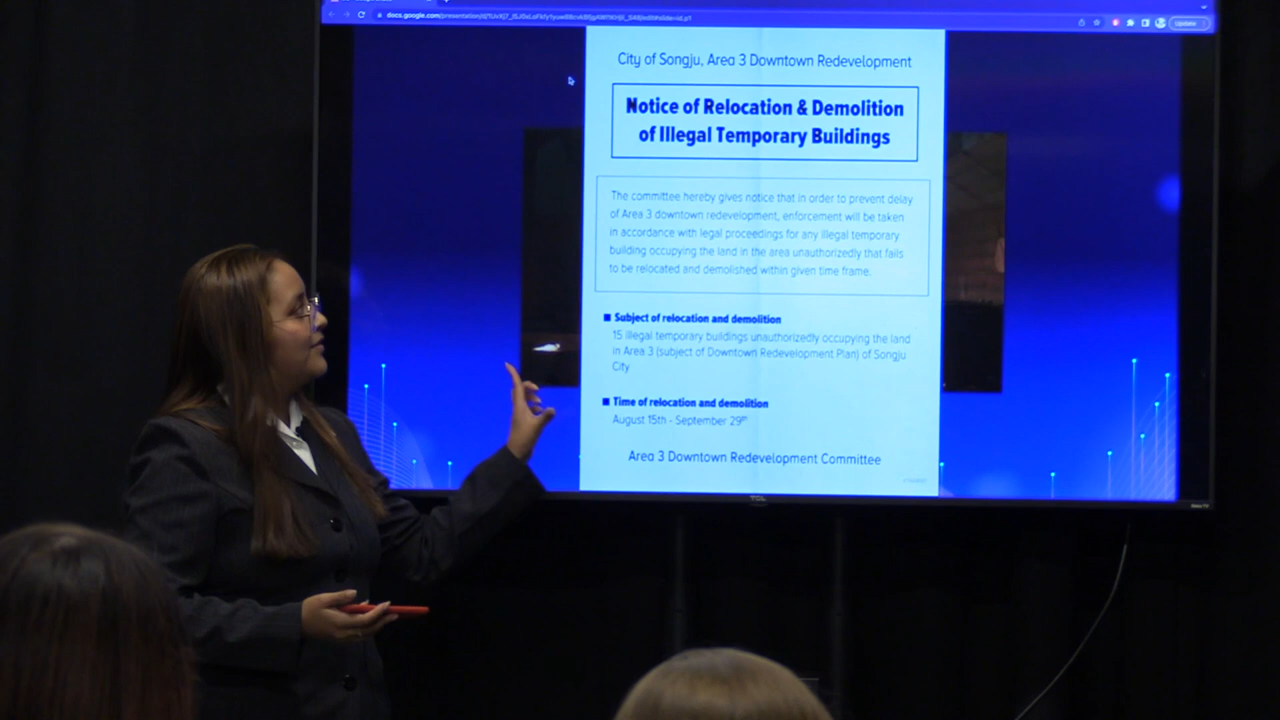 Update
City of Songju, Area 3 Downtown Redevelopment
Notice of Relocation & Demolition
of Illegal Temporary Buildings
The committee hereby gives notice that in order to prevent delay
of Area 3 downtown redevelopment, enforcement will be taken
in accordance with legal proceedings for any illegal temporary
building occupying the land in the area unauthorizedly that fails
to be relocated and demolished within given time frame.
■ Subject of relocation and demolition
15 illegal temporary buildings unauthorizedly occupying the land
in Area 3 (subject of Downtown Redevelopment Plan) of Songju
City
■ Time of relocation and demolition
August 15th - September 29th
Area 3 Downtown Redevelopment Committee
TCL